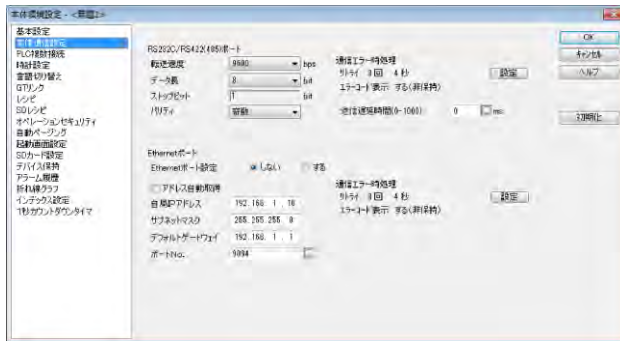 本体環境設定 - <無題2>
基本設定
本体通信設定
PLC複数接続
時計設定
言語切り替え
GTリンク
レシピ
SDレシピ
オペレーションセキュリティ
自動ページング
起動画面設定
SDカード設定
デバイス保持
アラーム履歴
折れ線グラフ
インデックス設定
1秒カウントダウンタイマ
RS232C/RS422(485)ポート
転送速度 9600 bps
データ長 8 bit
ストップビット 1 bit
パリティ 奇数
通信エラー時処理
リトライ 3 回 4 秒
エラーコード表示 する(非保持)
設定
送信遅延時間(0-1000) 0 ms
Ethernetポート
Ethernetポート設定 しない する
アドレス自動取得
自局IPアドレス 192. 168. 1 . 10
サブネットマスク 255. 255. 255. 0
デフォルトゲートウェイ 192. 168. 1 . 1
ポートNo. 9094
通信エラー時処理
リトライ 3 回 4 秒
エラーコード表示 する(非保持)
設定
OK
キャンセル
ヘルプ
初期化